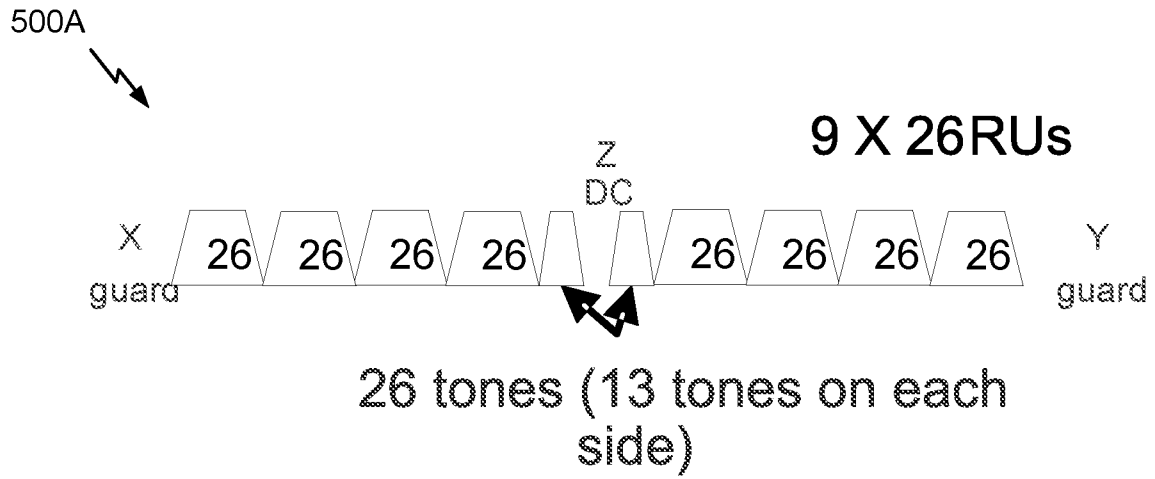 500A
9 X 26RUs
Z
DC
X
guard
26 26 26 26 26 26 26 26
Y
guard
26 tones (13 tones on each
side)